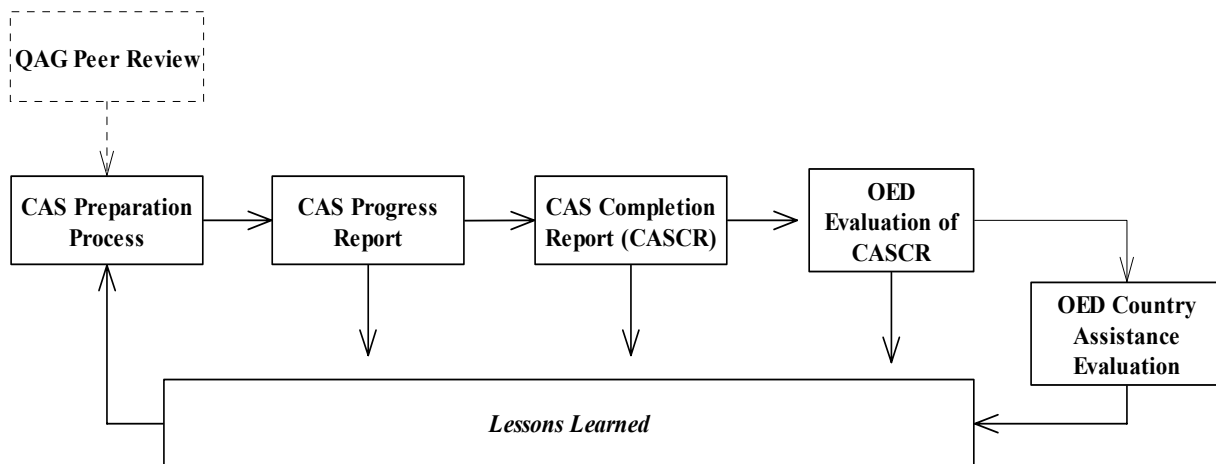 QAG Peer Review
CAS Preparation
Process
CAS Progress
Report
CAS Completion
Report (CASCR)
OED
Evaluation of
CASCR
OED Country
Assistance
Evaluation
Lessons Learned